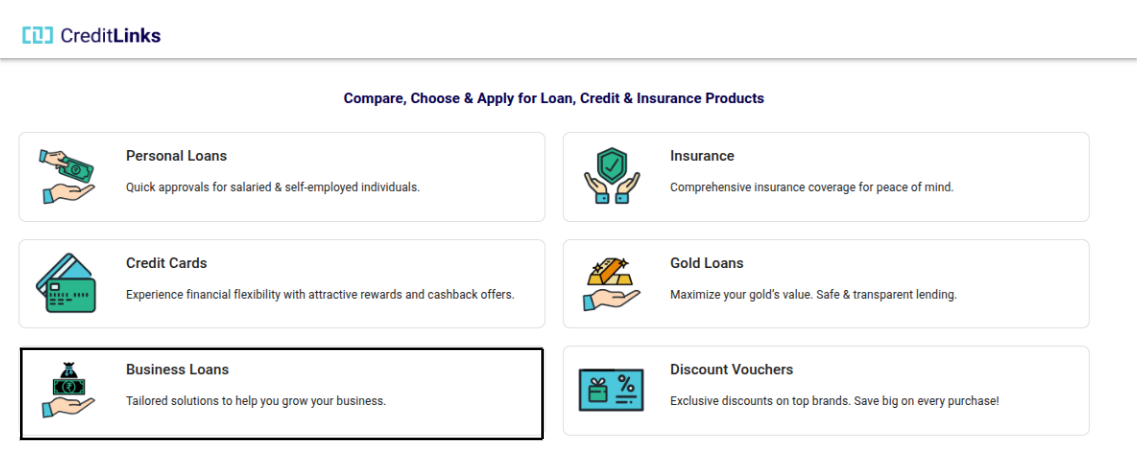 CreditLinks
Compare, Choose & Apply for Loan, Credit & Insurance Products
Personal Loans
Quick approvals for salaried & self-employed individuals.
Insurance
Comprehensive insurance coverage for peace of mind.
Credit Cards
Experience financial flexibility with attractive rewards and cashback offers.
Gold Loans
Maximize your gold's value. Safe & transparent lending.
Business Loans
Tailored solutions to help you grow your business.
Discount Vouchers
Exclusive discounts on top brands. Save big on every purchase!